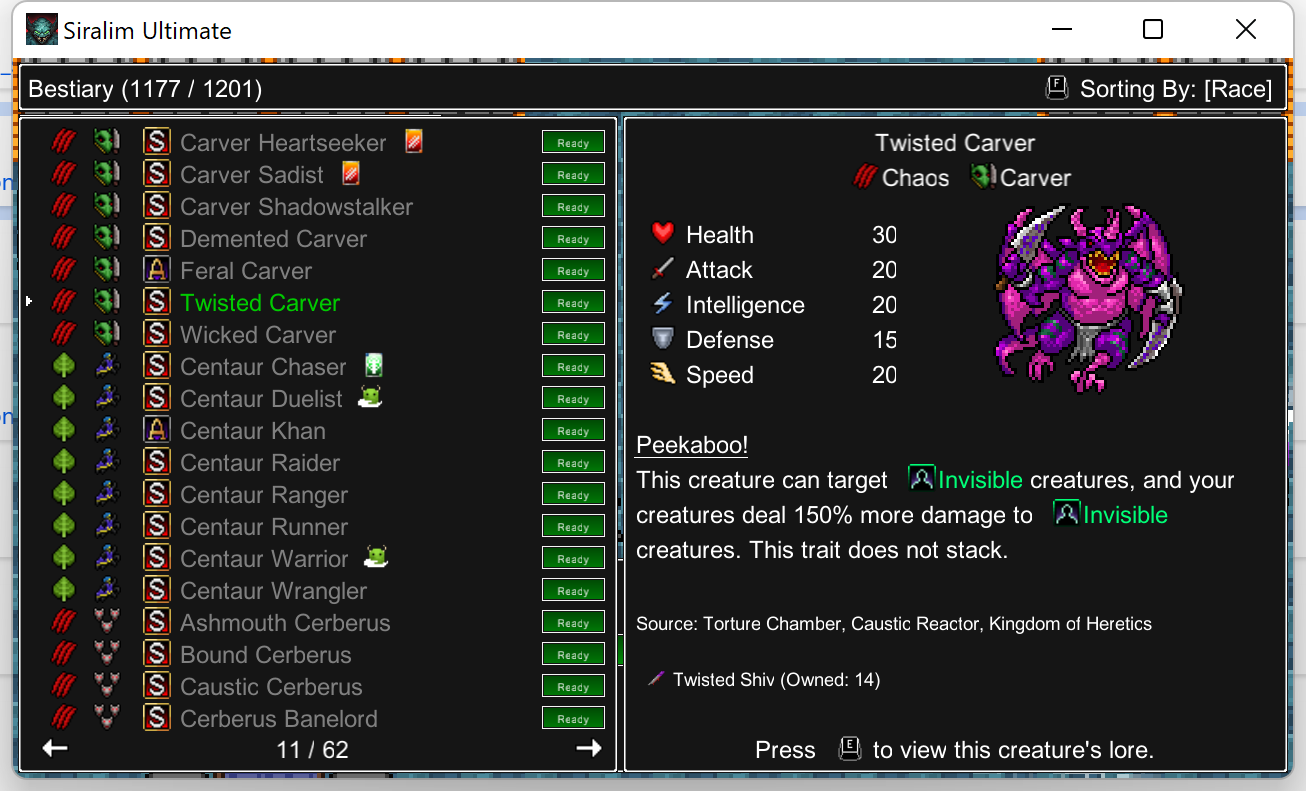 Siralim Ultimate
Bestiary (1177 / 1201)
F Sorting By: [Race]
S Carver Heartseeker Ready
S Carver Sadist Ready
S Carver Shadowstalker Ready
S Demented Carver Ready
A Feral Carver Ready
S Twisted Carver Ready
S Wicked Carver Ready
S Centaur Chaser Ready
S Centaur Duelist Ready
A Centaur Khan Ready
S Centaur Raider Ready
S Centaur Ranger Ready
S Centaur Runner Ready
S Centaur Warrior Ready
S Centaur Wrangler Ready
S Ashmouth Cerberus Ready
S Bound Cerberus Ready
S Caustic Cerberus Ready
S Cerberus Banelord Ready
11 / 62
Twisted Carver
Chaos Carver
Health 30
Attack 20
Intelligence 20
Defense 15
Speed 20
Peekaboo!
This creature can target Invisible creatures, and your
creatures deal 150% more damage to Invisible
creatures. This trait does not stack.
Source: Torture Chamber, Caustic Reactor, Kingdom of Heretics
Twisted Shiv (Owned: 14)
Press E to view this creature's lore.